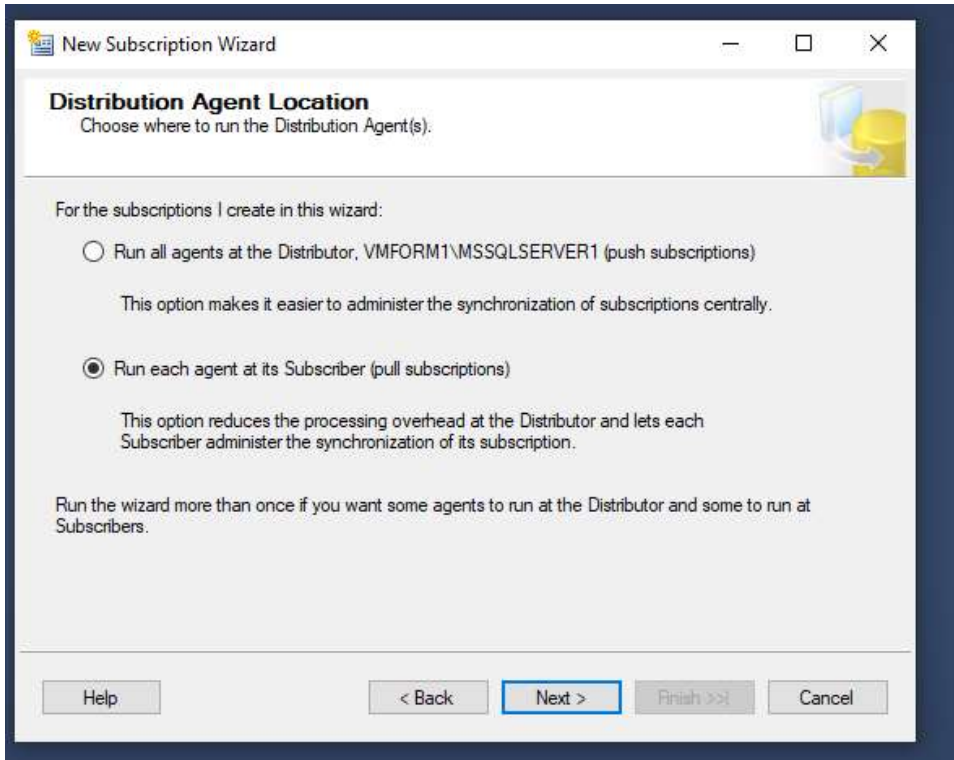 New Subscription Wizard
Distribution Agent Location
Choose where to run the Distribution Agent(s).
For the subscriptions I create in this wizard:
Run all agents at the Distributor, VMFORM1\MSSQLSERVER1 (push subscriptions)
This option makes it easier to administer the synchronization of subscriptions centrally.
Run each agent at its Subscriber (pull subscriptions)
This option reduces the processing overhead at the Distributor and lets each
Subscriber administer the synchronization of its subscription.
Run the wizard more than once if you want some agents to run at the Distributor and some to run at
Subscribers.
Help
< Back
Next >
Finish >>|
Cancel